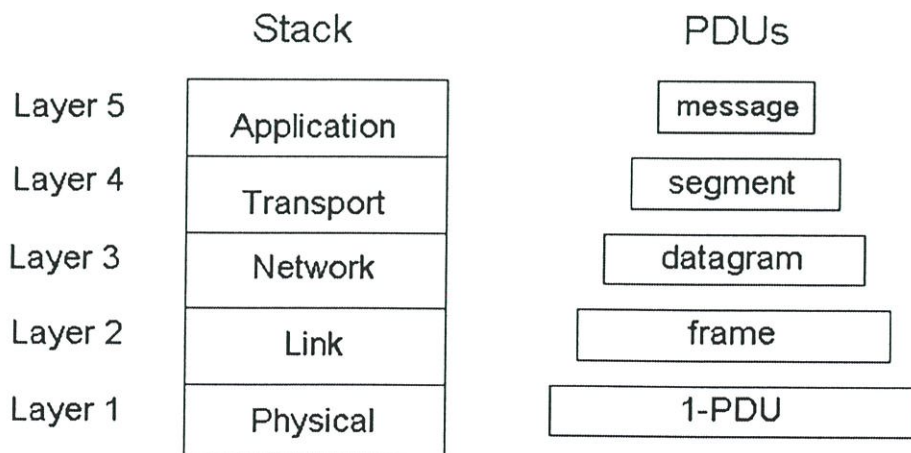 Stack PDUs
Layer 5 Application message
Layer 4 Transport segment
Layer 3 Network datagram
Layer 2 Link frame
Layer 1 Physical 1-PDU